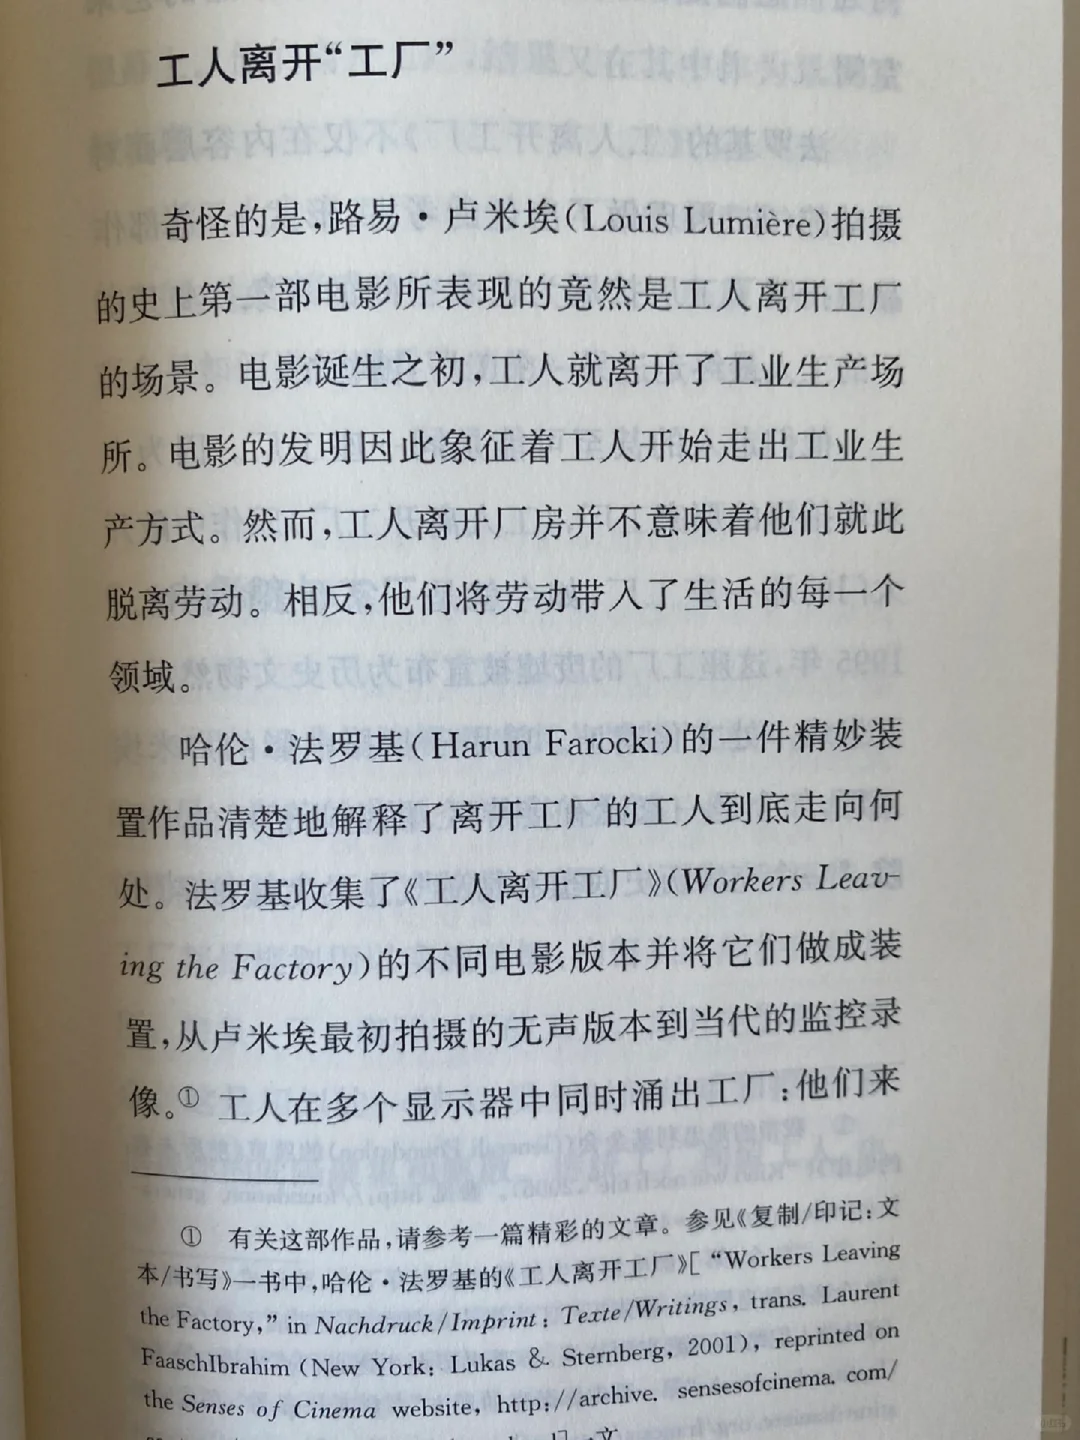 工人离开“工厂”
奇怪的是，路易·卢米埃（Louis Lumière）拍摄
的史上第一部电影所表现的竟然是工人离开工厂
的场景。电影诞生之初，工人就离开了工业生产场
所。电影的发明因此象征着工人开始走出工业生
产方式。然而，工人离开厂房并不意味着他们就此
脱离劳动。相反，他们将劳动带入了生活的每一个
领域。
哈伦·法罗基（Harun Farocki）的一件精妙装
置作品清楚地解释了离开工厂的工人到底走向何
处。法罗基收集了《工人离开工厂》（Workers Leav-
ing the Factory）的不同电影版本并将它们做成装
置，从卢米埃最初拍摄的无声版本到当代的监控录
像。① 工人在多个显示器中同时涌出工厂：他们来
① 有关这部作品，请参考一篇精彩的文章。参见《复制/印记：文
本/书写》一书中，哈伦·法罗基的《工人离开工厂》[“Workers Leaving
the Factory,” in Nachdruck/Imprint: Texte/Writings, trans. Laurent
FaaschIbrahim (New York: Lukas & Sternberg, 2001), reprinted on
the Senses of Cinema website, http://archive. sensesofcinema. com/
一文